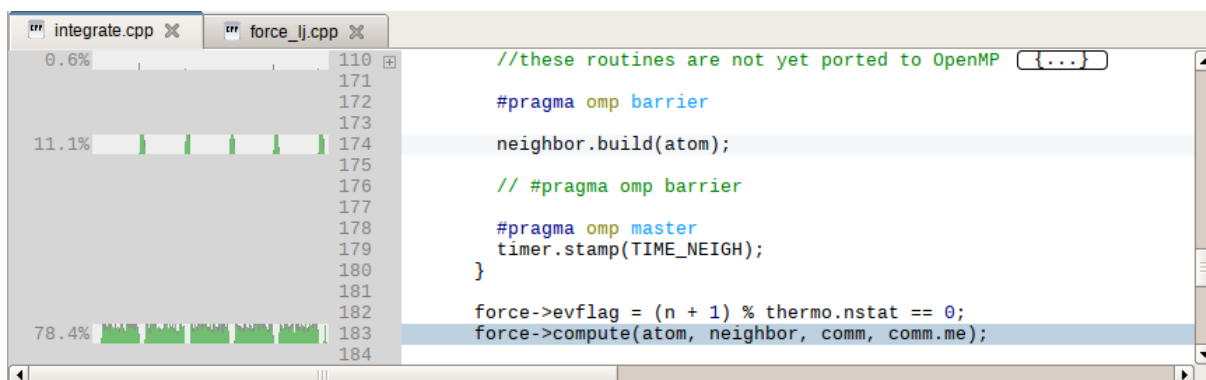 integrate.cpp force_lj.cpp
0.6% 110 //these routines are not yet ported to OpenMP {...}
171
172 #pragma omp barrier
173
11.1% 174 neighbor.build(atom);
175
176 // #pragma omp barrier
177
178 #pragma omp master
179 timer.stamp(TIME_NEIGH);
180 }
181
182 force->evflag = (n + 1) % thermo.nstat == 0;
78.4% 183 force->compute(atom, neighbor, comm, comm.me);
184